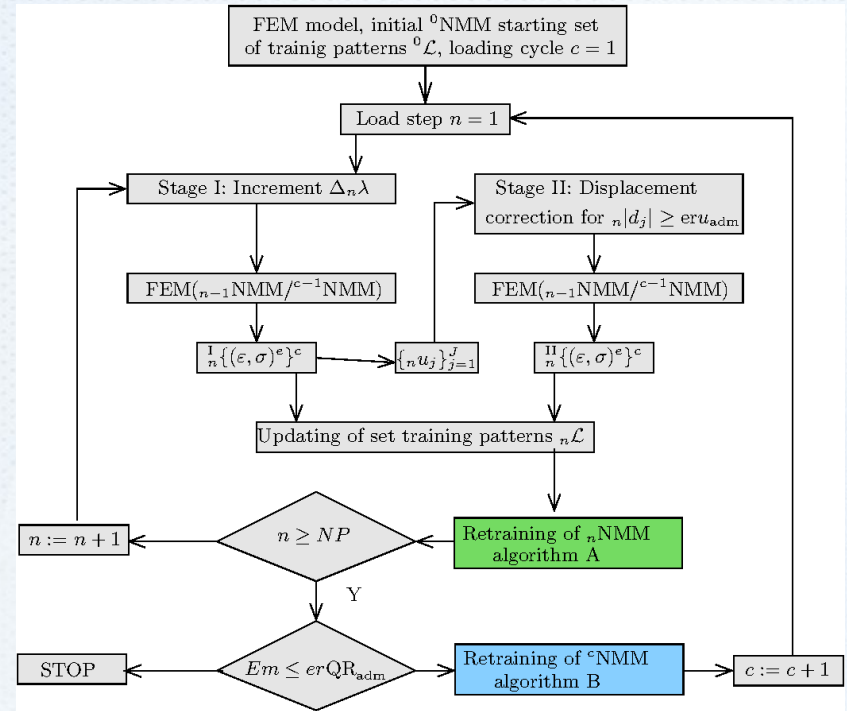 FEM model, initial ⁰NMM starting set
of trainig patterns ⁰ℒ, loading cycle c = 1
Load step n = 1
Stage I: Increment Δₙλ
Stage II: Displacement
correction for ₙ|dⱼ| ≥ eru_adm
FEM(ₙ₋₁NMM/ᶜ⁻¹NMM)
FEM(ₙ₋₁NMM/ᶜ⁻¹NMM)
ᴵₙ{(ε, σ)ᵉ}ᶜ
{ₙuⱼ}ᴶⱼ₌₁
ᴵᴵₙ{(ε, σ)ᵉ}ᶜ
Updating of set training patterns ₙℒ
n := n + 1
n ≥ NP
Retraining of ₙNMM
algorithm A
Y
STOP
Em ≤ erQR_adm
Retraining of ᶜNMM
algorithm B
c := c + 1